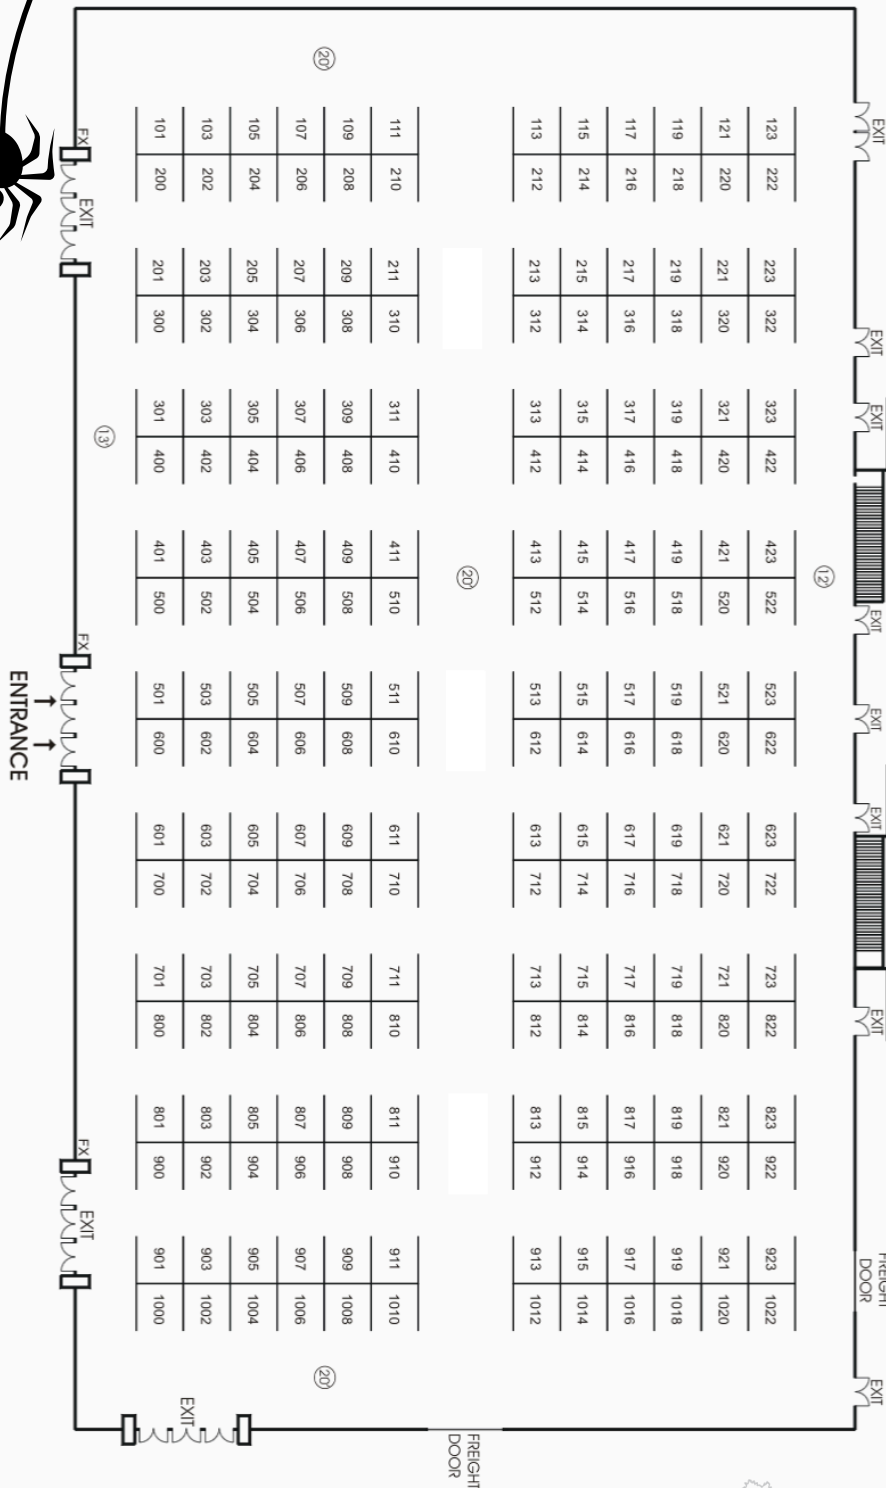 EXIT EXIT EXIT EXIT EXIT EXIT EXIT FREIGHT EXIT
DOOR
12'
123 222 223 322 323 422 423 522 523 622 623 722 723 822 823 922 923 1022
121 220 221 320 321 420 421 520 521 620 621 720 721 820 821 920 921 1020
119 218 219 318 319 418 419 518 519 618 619 718 719 818 819 918 919 1018
117 216 217 316 317 416 417 516 517 616 617 716 717 816 817 916 917 1016
115 214 215 314 315 414 415 514 515 614 615 714 715 814 815 914 915 1014
113 212 213 312 313 412 413 512 513 612 613 712 713 812 813 912 913 1012
20'
FREIGHT
DOOR
111 210 211 310 311 410 411 510 511 610 611 710 711 810 811 910 911 1010
109 208 209 308 309 408 409 508 509 608 609 708 709 808 809 908 909 1008
20' 20'
107 206 207 306 307 406 407 506 507 606 607 706 707 806 807 906 907 1006
105 204 205 304 305 404 405 504 505 604 605 704 705 804 805 904 905 1004
103 202 203 302 303 402 403 502 503 602 603 702 703 802 803 902 903 1002
EXIT
101 200 201 300 301 400 401 500 501 600 601 700 701 800 801 900 901 1000
13'
FX EXIT FX FX EXIT
ENTRANCE